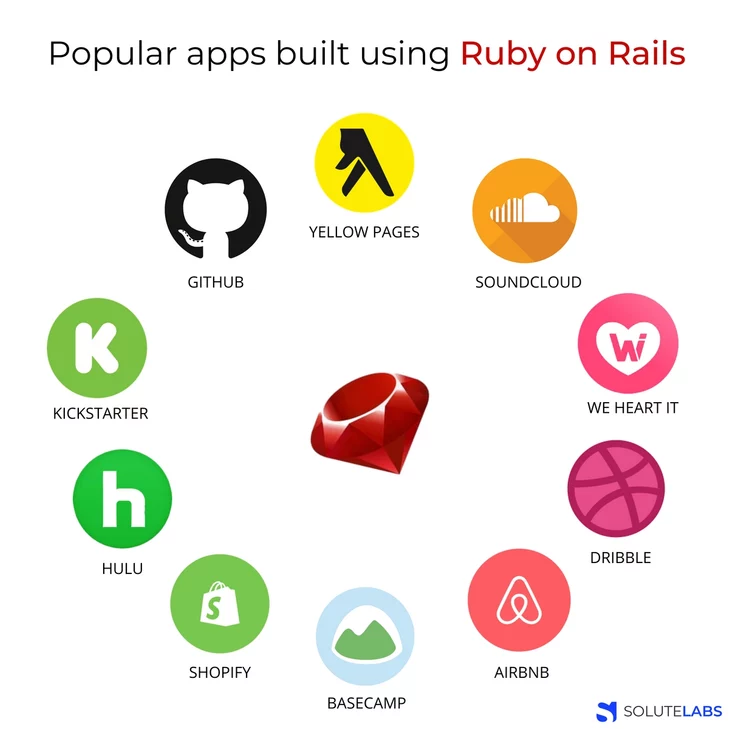 Popular apps built using Ruby on Rails
YELLOW PAGES
GITHUB
SOUNDCLOUD
KICKSTARTER
Wi
WE HEART IT
h
HULU
DRIBBLE
S
SHOPIFY
BASECAMP
AIRBNB
K
SOLUTELABS